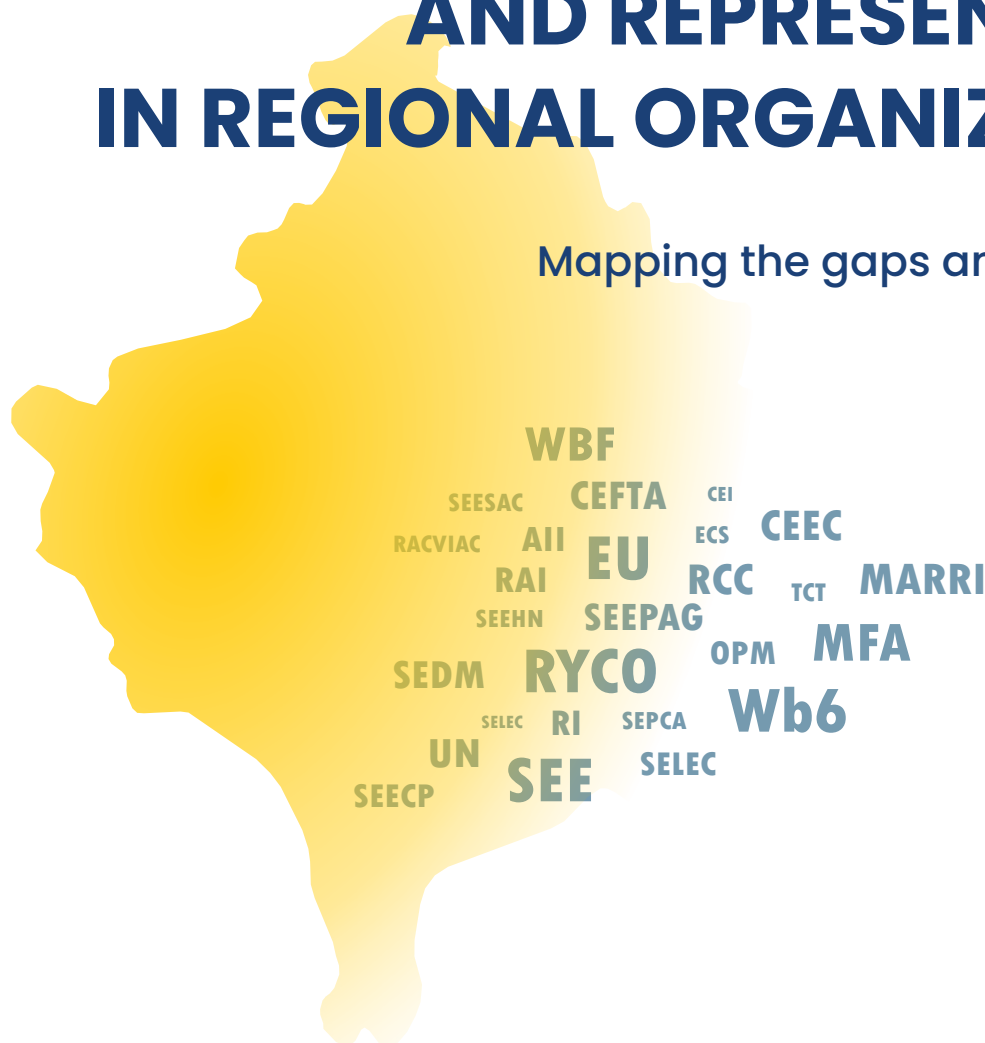 AND REPRESEN
IN REGIONAL ORGANIZ
Mapping the gaps an
WBF
SEESAC CEFTA CEI
RACVIAC AII EU ECS CEEC
RAI RCC TCT MARRI
SEEHN SEEPAG
SEDM RYCO OPM MFA
SELEC RI SEPCA Wb6
UN SEE SELEC
SEECP